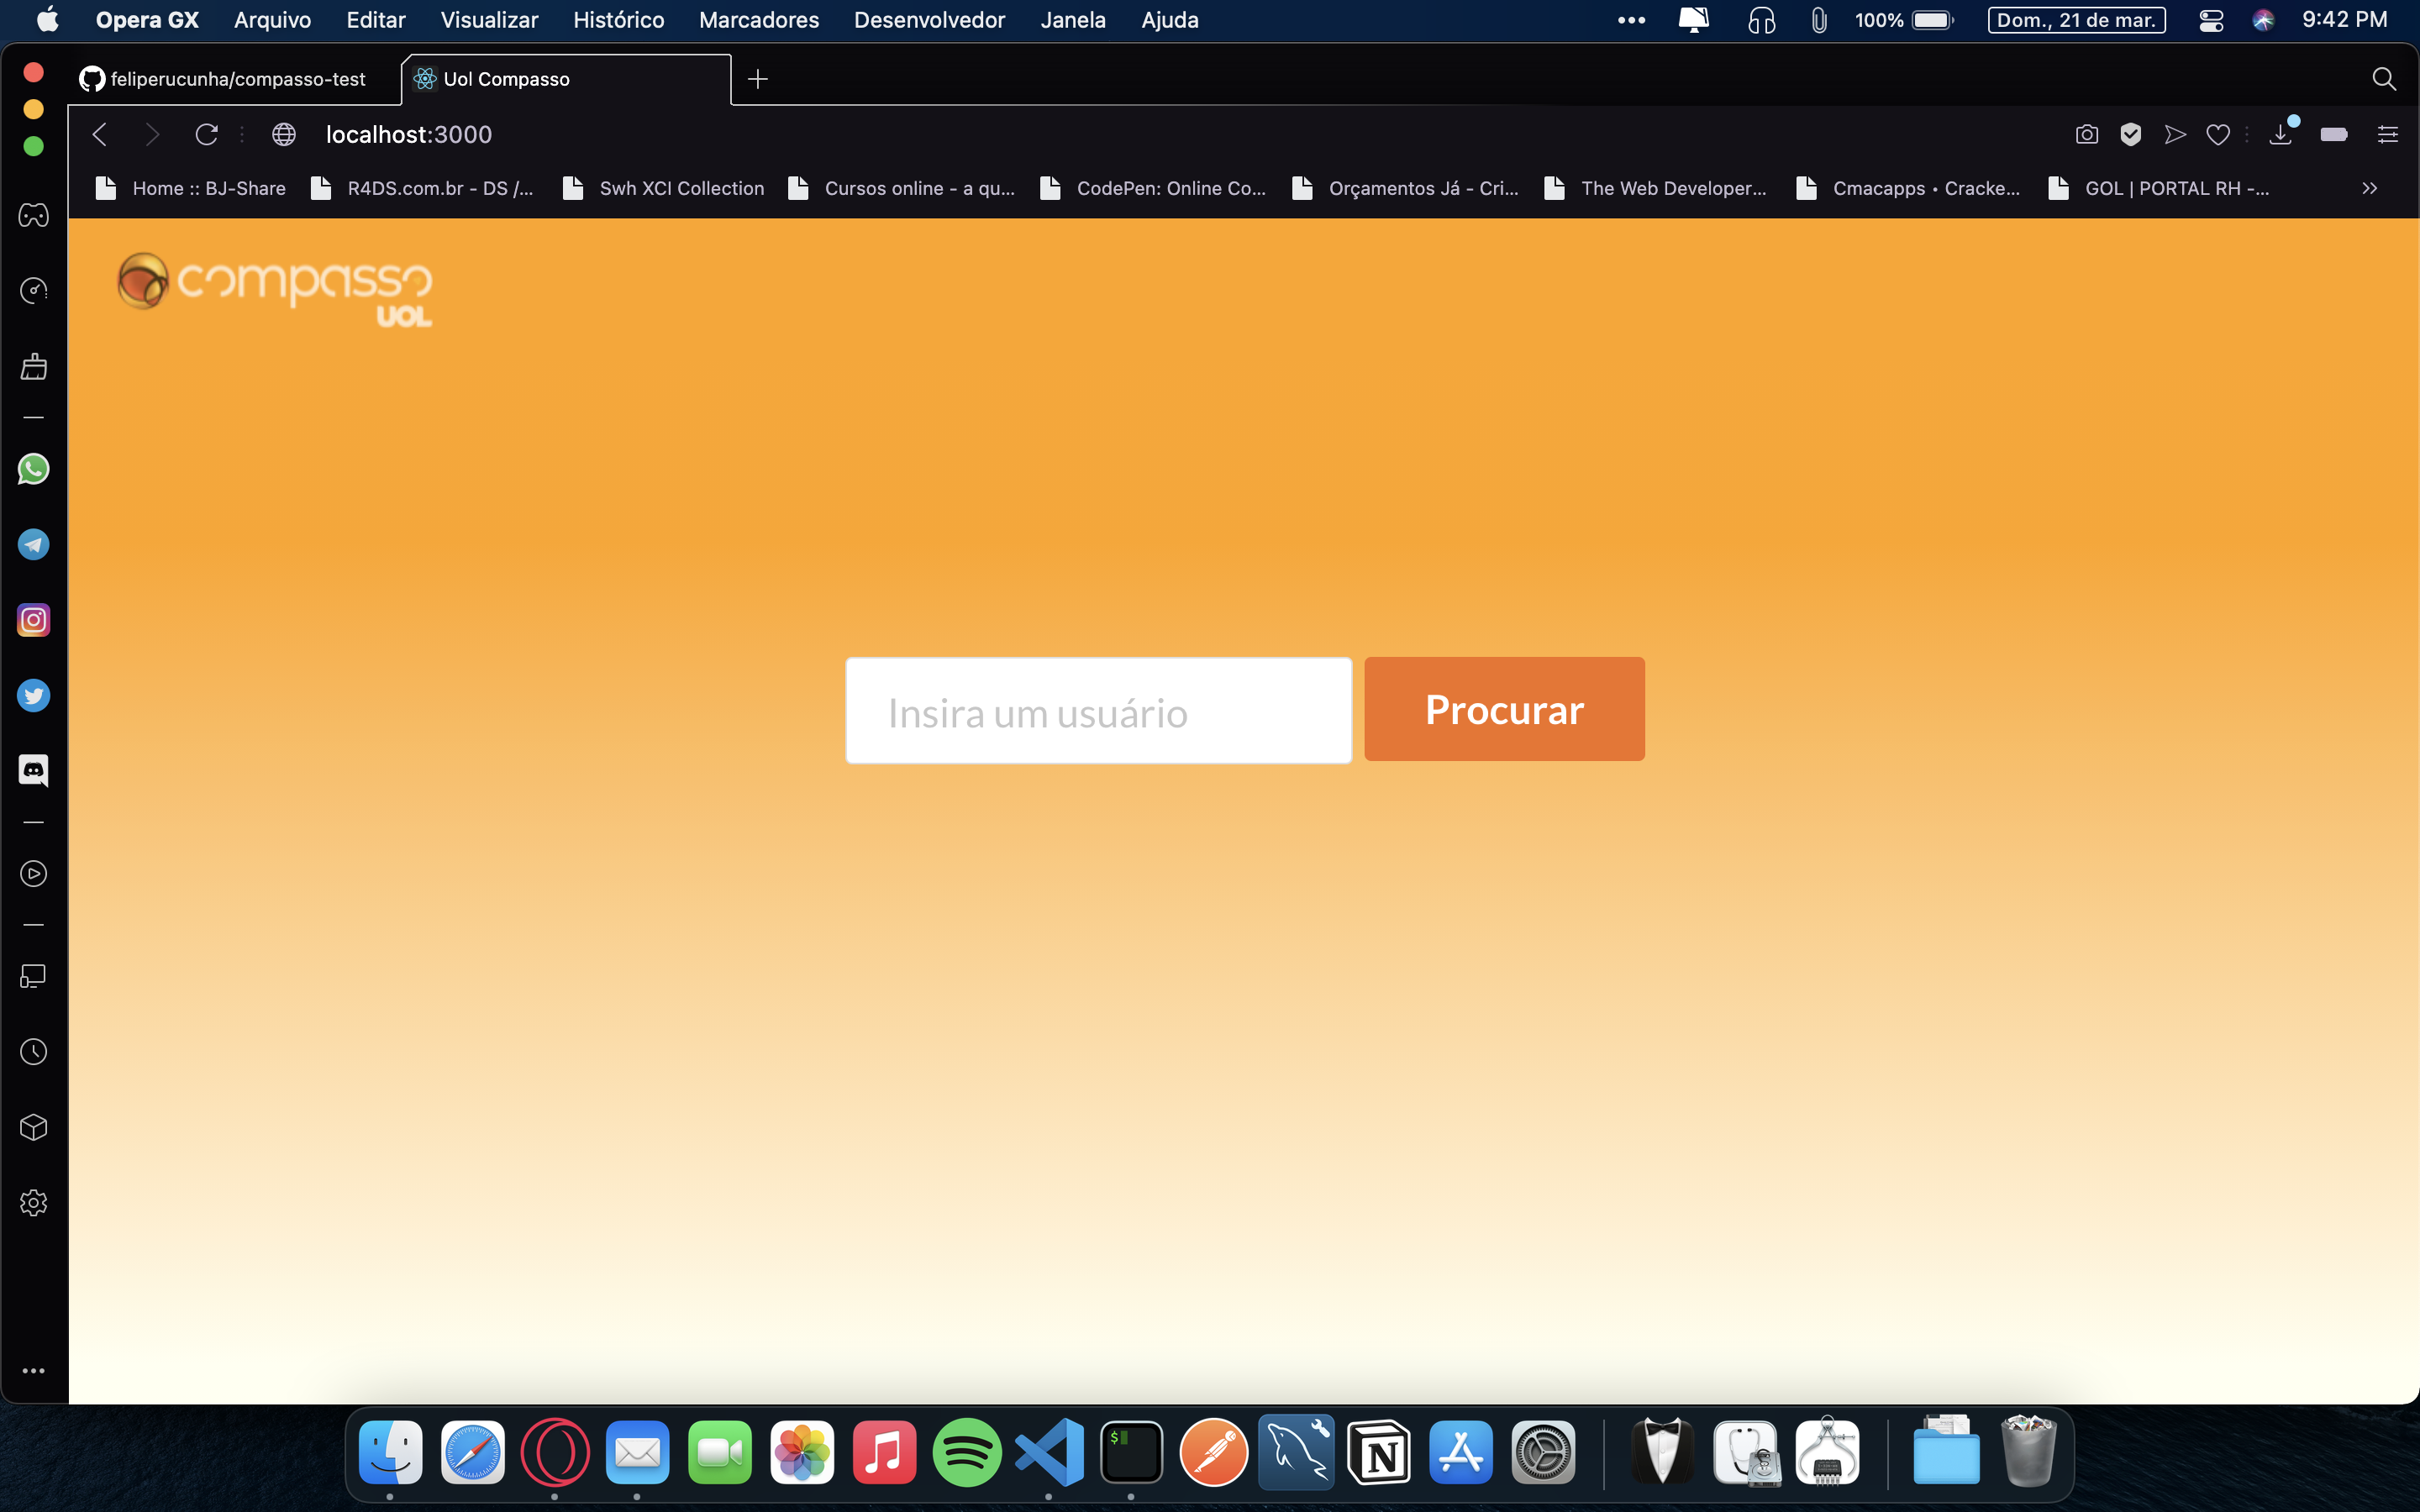 Opera GX Arquivo Editar Visualizar Histórico Marcadores Desenvolvedor Janela Ajuda 100% Dom., 21 de mar. 9:42 PM
feliperucunha/compasso-test Uol Compasso
localhost:3000
Home :: BJ-Share R4DS.com.br - DS /... Swh XCI Collection Cursos online - a qu... CodePen: Online Co... Orçamentos Já - Cri... The Web Developer... Cmacapps • Cracke... GOL | PORTAL RH -...
compasso
UOL
Insira um usuário Procurar
$
N